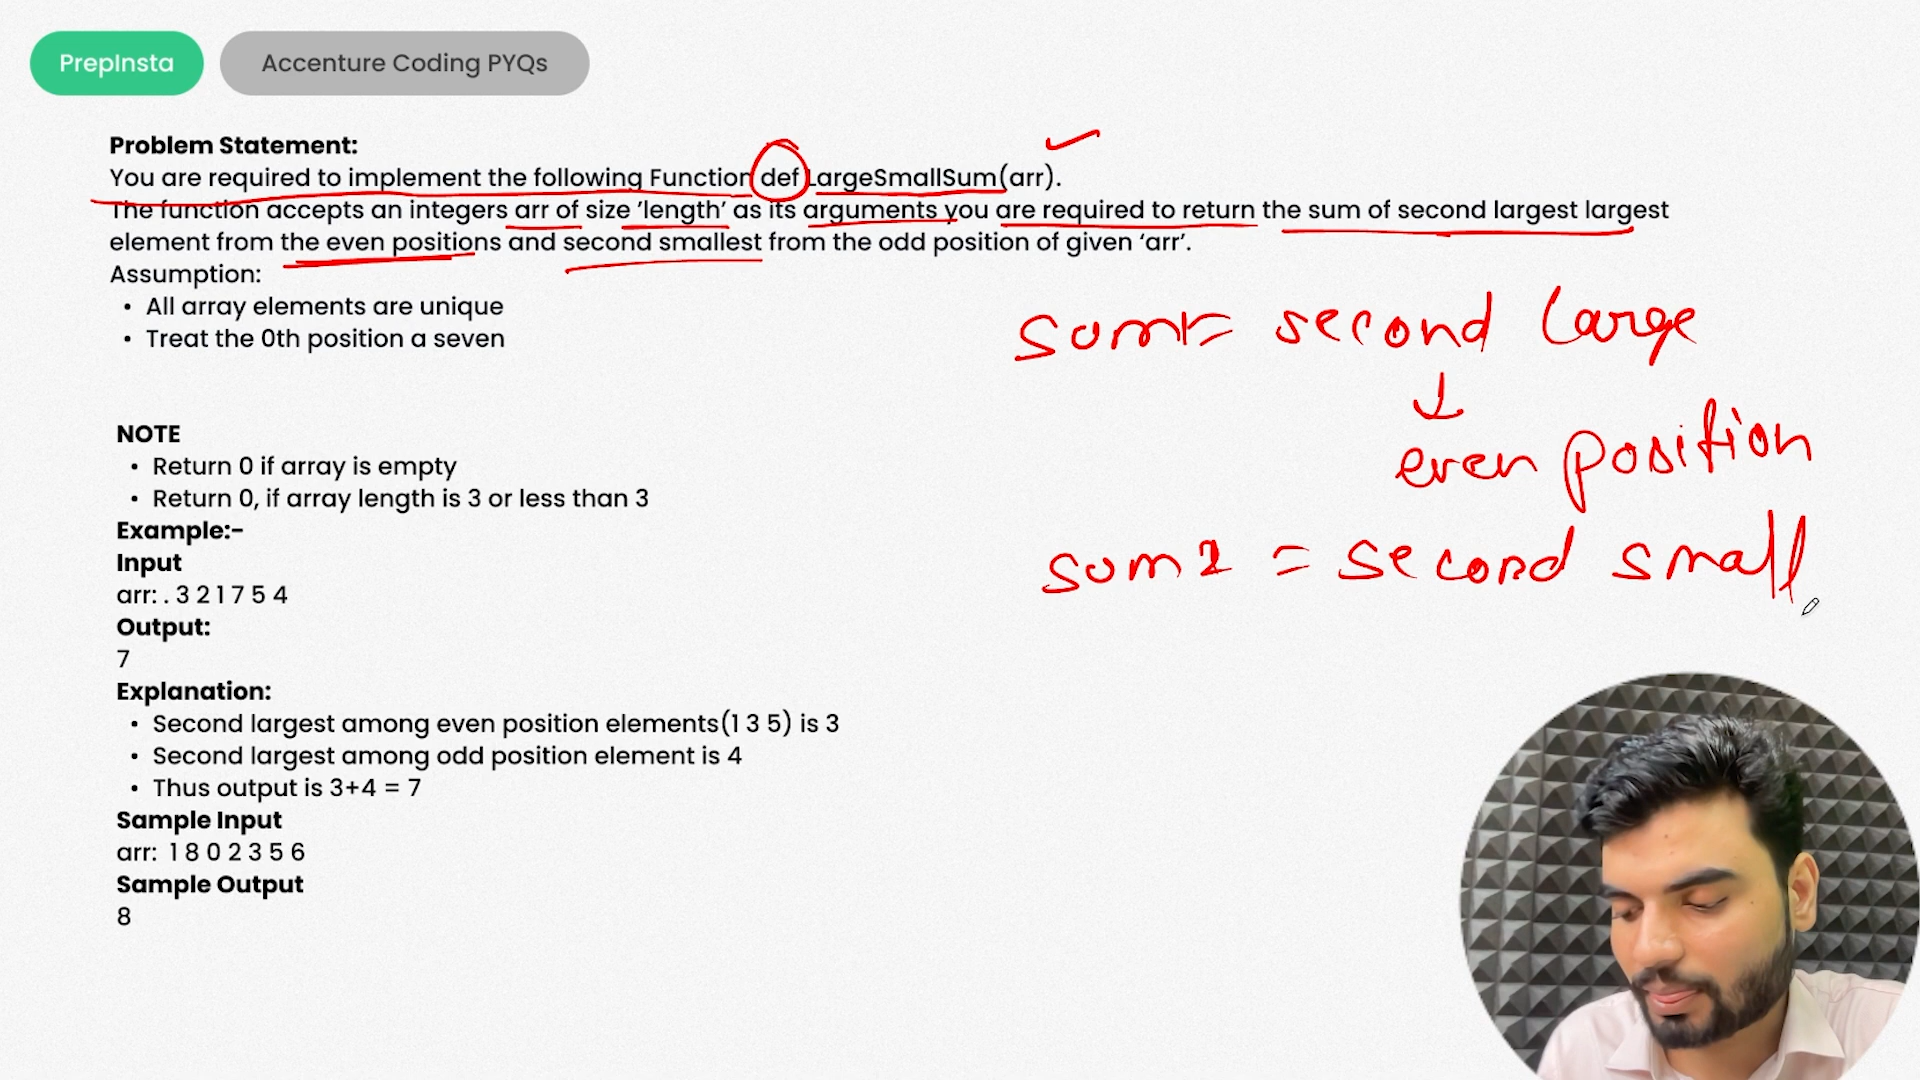 PrepInsta
Accenture Coding PYQs
Problem Statement:
You are required to implement the following Function def LargeSmallSum(arr).
The function accepts an integers arr of size ’length’ as its arguments you are required to return the sum of second largest largest
element from the even positions and second smallest from the odd position of given ‘arr’.
Assumption:
• All array elements are unique
• Treat the 0th position a seven
NOTE
• Return 0 if array is empty
• Return 0, if array length is 3 or less than 3
Example:-
Input
arr: . 3 2 1 7 5 4
Output:
7
Explanation:
• Second largest among even position elements(1 3 5) is 3
• Second largest among odd position element is 4
• Thus output is 3+4 = 7
Sample Input
arr: 1 8 0 2 3 5 6
Sample Output
8
sum1= second large
↓
even position
sum2 = second small